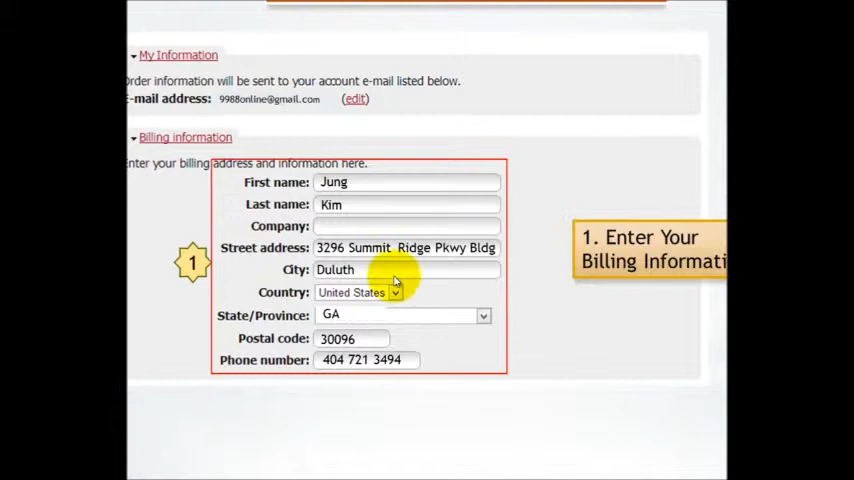 My Information
Order information will be sent to your account e-mail listed below.
E-mail address: 9988online@gmail.com (edit)
Billing information
Enter your billing address and information here.
First name: Jung
Last name: Kim
Company:
Street address: 3296 Summit Ridge Pkwy Bldg
City: Duluth
Country: United States
State/Province: GA
Postal code: 30096
Phone number: 404 721 3494
1
1. Enter Your
Billing Informati